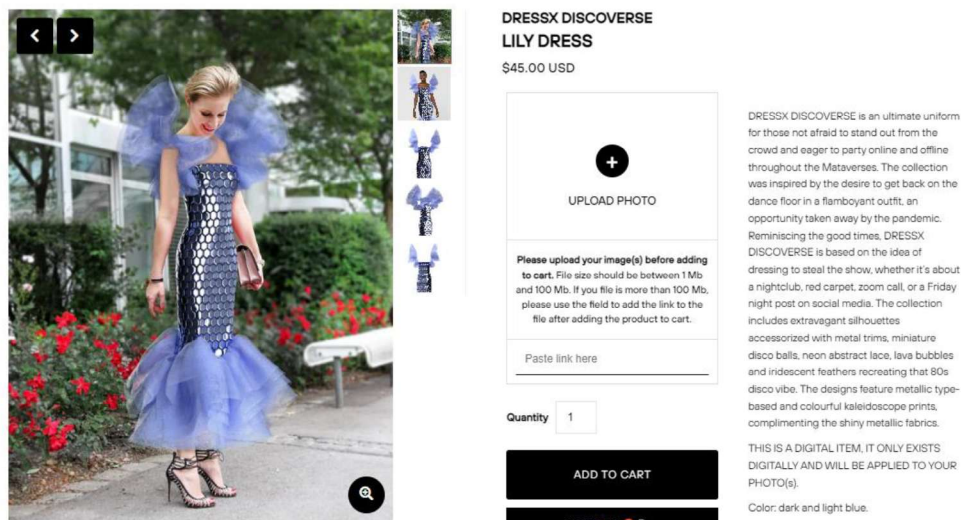 DRESSX DISCOVERSE
LILY DRESS
$45.00 USD
UPLOAD PHOTO
Please upload your image(s) before adding
to cart. File size should be between 1 Mb
and 100 Mb. If you file is more than 100 Mb,
please use the field to add the link to the
file after adding the product to cart.
Paste link here
Quantity 1
ADD TO CART
DRESSX DISCOVERSE is an ultimate uniform
for those not afraid to stand out from the
crowd and eager to party online and offline
throughout the Mataverses. The collection
was inspired by the desire to get back on the
dance floor in a flamboyant outfit, an
opportunity taken away by the pandemic.
Reminiscing the good times, DRESSX
DISCOVERSE is based on the idea of
dressing to steal the show, whether it's about
a nightclub, red carpet, zoom call, or a Friday
night post on social media. The collection
includes extravagant silhouettes
accessorized with metal trims, miniature
disco balls, neon abstract lace, lava bubbles
and iridescent feathers recreating that 80s
disco vibe. The designs feature metallic type-
based and colourful kaleidoscope prints,
complimenting the shiny metallic fabrics.
THIS IS A DIGITAL ITEM, IT ONLY EXISTS
DIGITALLY AND WILL BE APPLIED TO YOUR
PHOTO(s).
Color: dark and light blue.